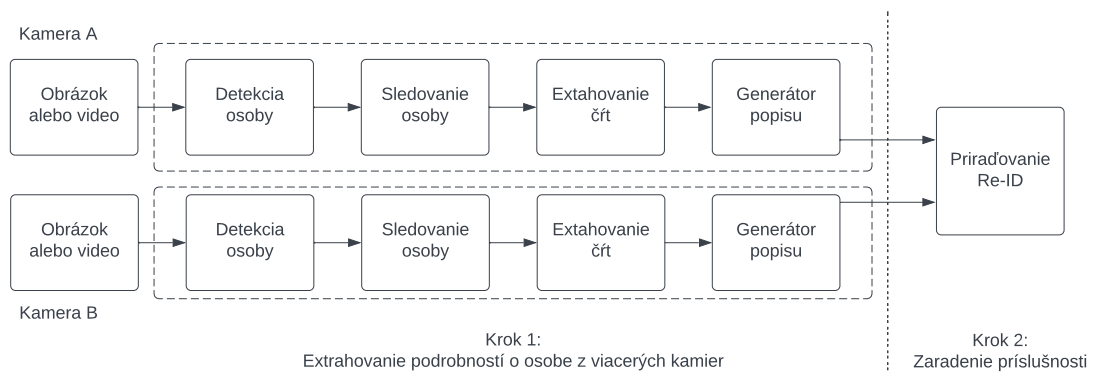 Kamera A
Obrázok
alebo video
Detekcia
osoby
Sledovanie
osoby
Extahovanie
čŕt
Generátor
popisu
Priraďovanie
Re-ID
Obrázok
alebo video
Detekcia
osoby
Sledovanie
osoby
Extahovanie
čŕt
Generátor
popisu
Kamera B
Krok 1:
Extrahovanie podrobností o osobe z viacerých kamier
Krok 2:
Zaradenie príslušnosti